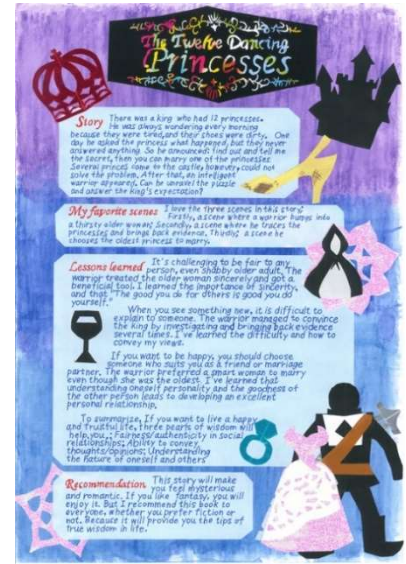 The Twelve Dancing
Princesses
Story There was a king who had 12 princesses.
He was always wondering every morning
because they were tired, and their shoes were dirty. One
day he asked the princess what happened, but they never
answered anything. So he announced: find out and tell me
the secret, then you can marry one of the princesses
Several princes come to the castle; however, could not
solve the problem. After that, an intelligent
warrior appeared. Can he unravel the puzzle
and answer the King's expectation?
My favorite scenes I love the three scenes in this story;
Firstly, a scene where a warrior bumps into
a thirsty older woman; Secondly, a scene where he traces the
princesses and brings back evidence. Thirdly; a scene he
chooses the oldest princess to marry.
Lessons learned It's challenging to be fair to any
person, even shabby older adult. The
warrior treated the older woman sincerely and got a
beneficial tool. I learned the importance of sincerity,
and that "The good you do for others is good you do
yourself."
When you see something new, it is difficult to
explain to someone. The warrior managed to convince
the King by investigating and bringing back evidence
several times. I've learned the difficulty and how to
convey my views.
If you want to be happy, you should choose
someone who suits you as a friend or marriage
partner. The warrior preferred a smart woman to marry
even though she was the oldest. I've learned that
understanding oneself personality and the goodness of
the other person leads to developing an excellent
personal relationship.
To summarize, If you want to live a happy
and trustful life, three pearls of wisdom will
help you,; Fairness/authenticity in social
relationships; Ability to convey
thoughts/opinions; Understanding
the nature of oneself and others
Recommendation This story will make
you feel mysterious
and romantic. If you like fantasy, you will
enjoy it. But I recommend this book to
everyone, whether you prefer fiction or
not. Because it will provide you the tips of
true wisdom in life.